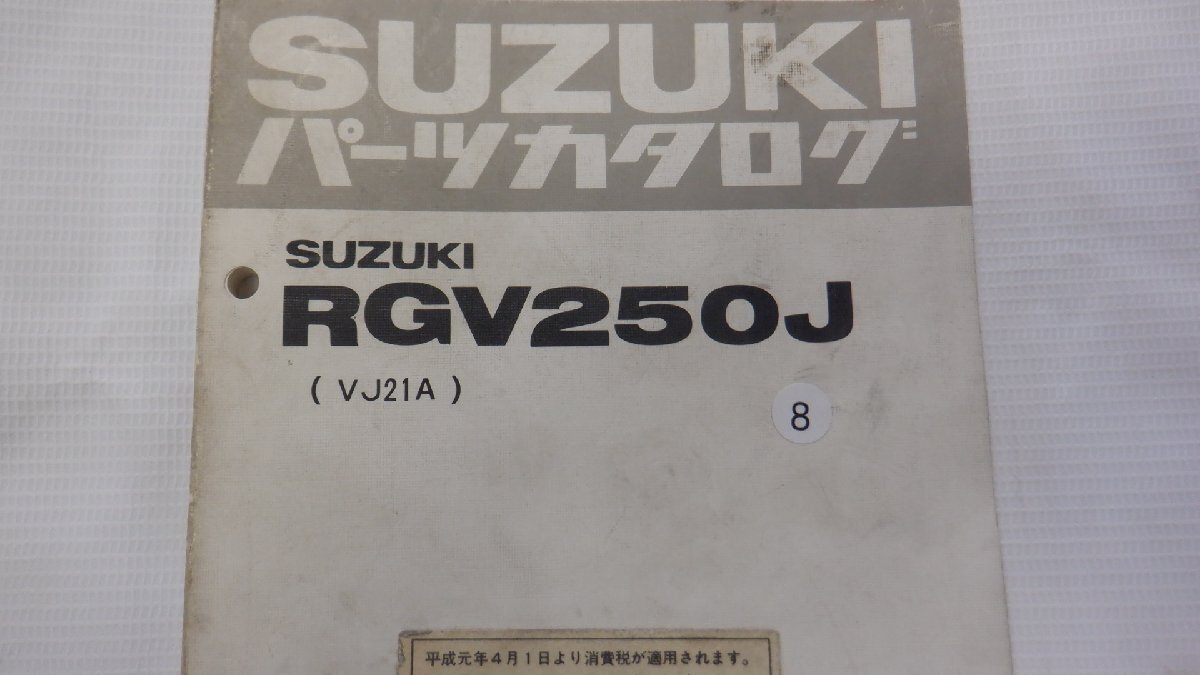 SUZUKI
パーツカタログ
SUZUKI
RGV250J
( VJ21A )
8
平成元年4月1日より消費税が適用されます。